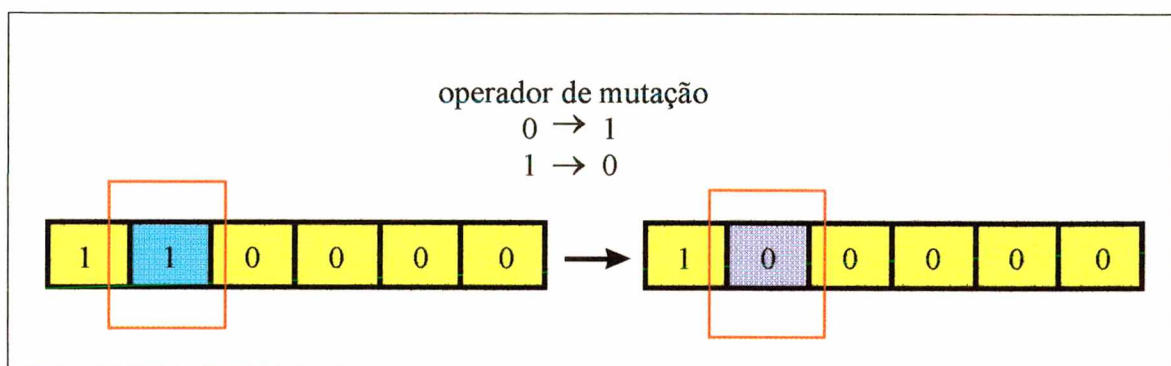 operador de mutação
0 → 1
1 → 0
1 1 0 0 0 0 → 1 0 0 0 0 0